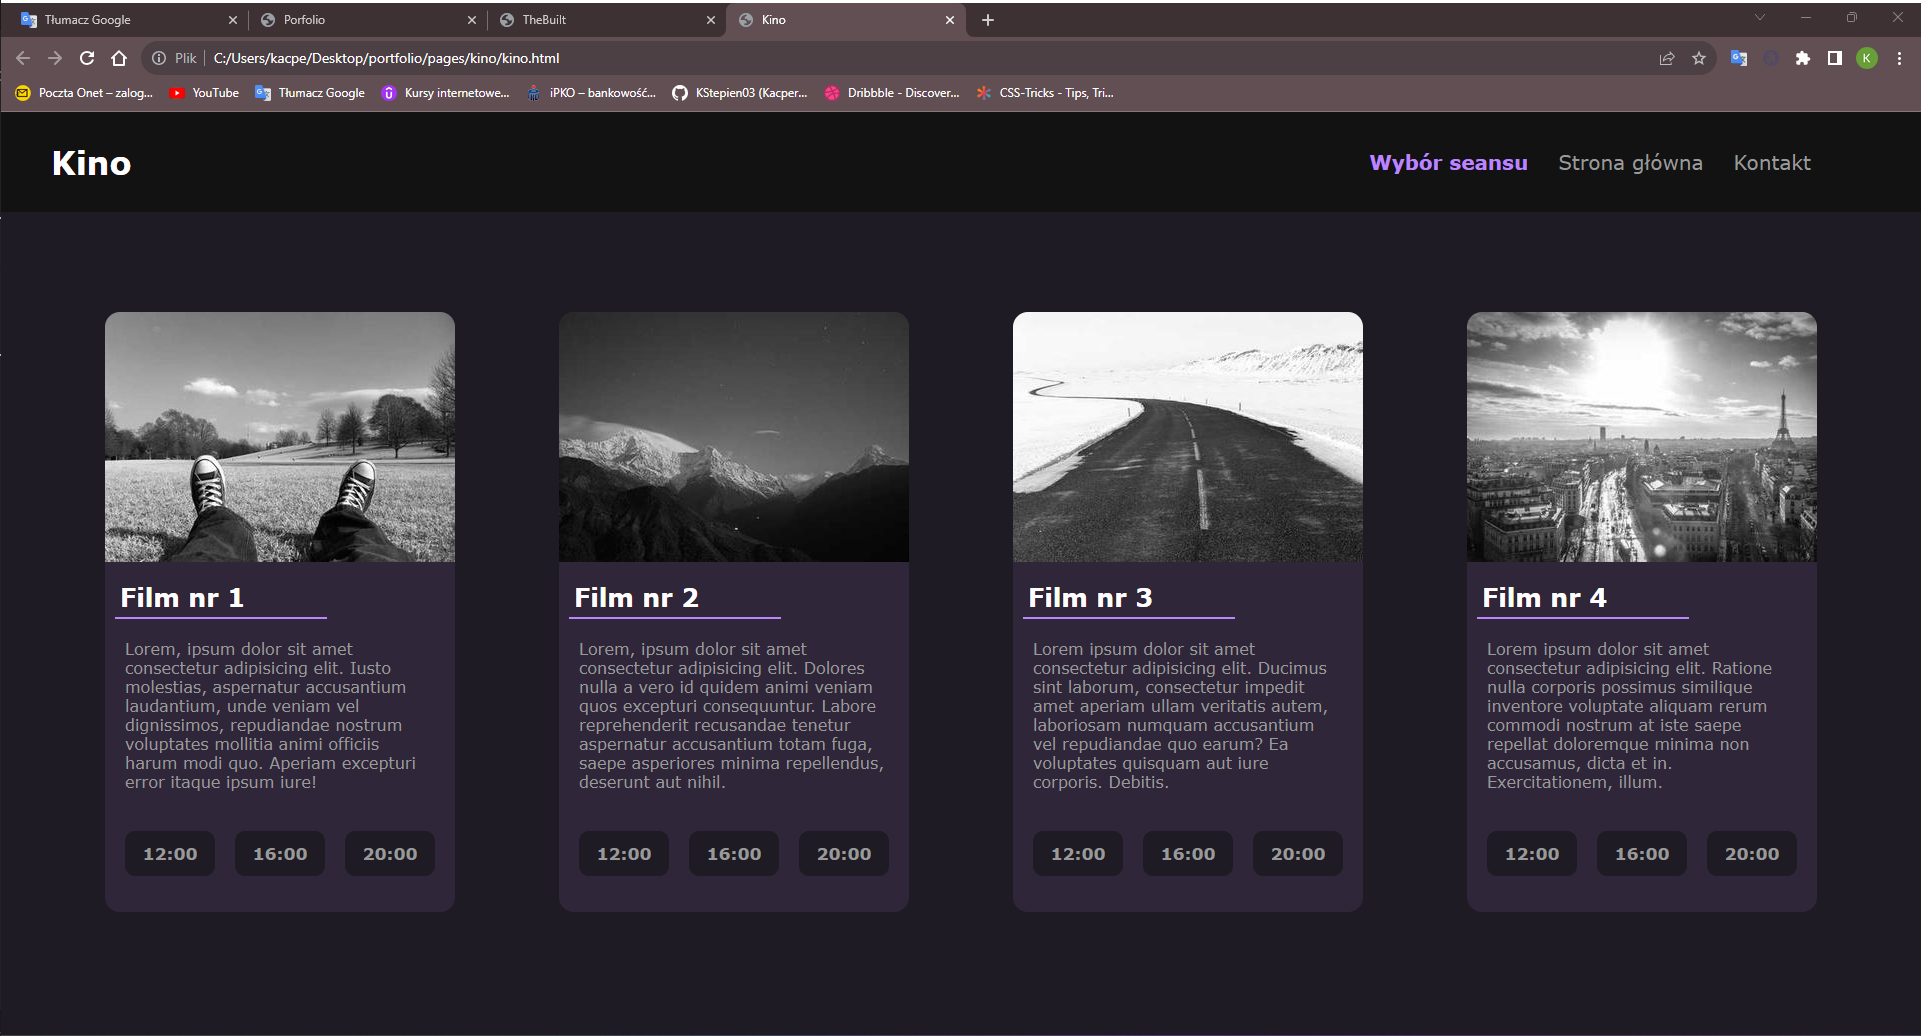 Tłumacz Google
Porfolio
TheBuilt
Kino
Plik
C:/Users/kacpe/Desktop/portfolio/pages/kino/kino.html
K
Poczta Onet – zalog...
YouTube
Tłumacz Google
Kursy internetowe...
iPKO – bankowość...
KStepien03 (Kacper...
Dribbble - Discover...
CSS-Tricks - Tips, Tri...
Kino
Wybór seansu
Strona główna
Kontakt
Film nr 1
Lorem, ipsum dolor sit amet
consectetur adipisicing elit. Iusto
molestias, aspernatur accusantium
laudantium, unde veniam vel
dignissimos, repudiandae nostrum
voluptates mollitia animi officiis
harum modi quo. Aperiam excepturi
error itaque ipsum iure!
12:00 16:00 20:00
Film nr 2
Lorem, ipsum dolor sit amet
consectetur adipisicing elit. Dolores
nulla a vero id quidem animi veniam
quos excepturi consequuntur. Labore
reprehenderit recusandae tenetur
aspernatur accusantium totam fuga,
saepe asperiores minima repellendus,
deserunt aut nihil.
12:00 16:00 20:00
Film nr 3
Lorem ipsum dolor sit amet
consectetur adipisicing elit. Ducimus
sint laborum, consectetur impedit
amet aperiam ullam veritatis autem,
laboriosam numquam accusantium
vel repudiandae quo earum? Ea
voluptates quisquam aut iure
corporis. Debitis.
12:00 16:00 20:00
Film nr 4
Lorem ipsum dolor sit amet
consectetur adipisicing elit. Ratione
nulla corporis possimus similique
inventore voluptate aliquam rerum
commodi nostrum at iste saepe
repellat doloremque minima non
accusamus, dicta et in.
Exercitationem, illum.
12:00 16:00 20:00